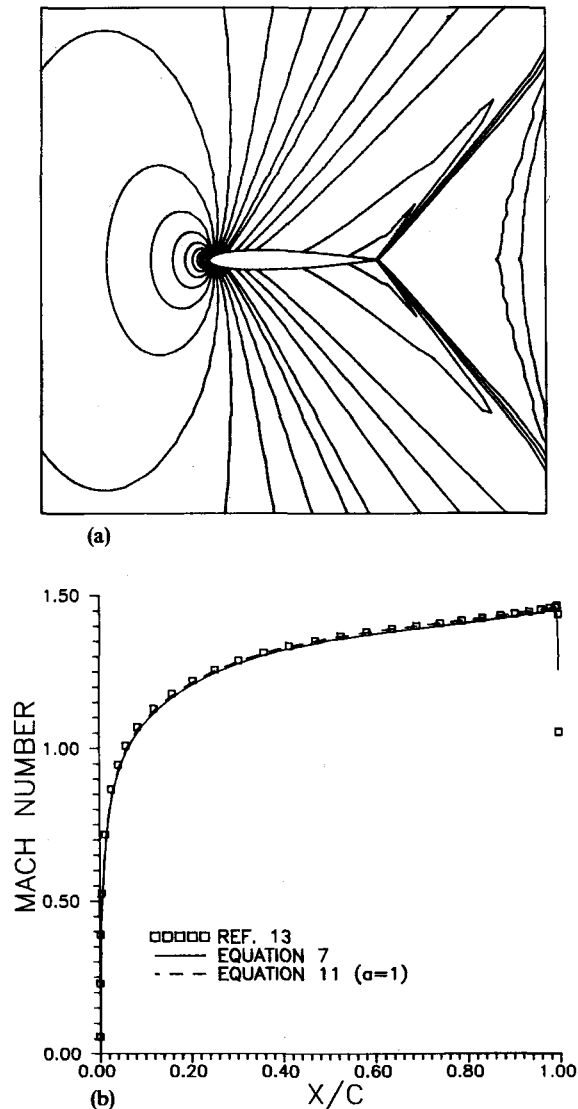 (a)
1.50
1.00
0.50
0.00
MACH NUMBER
□□□□□ REF. 13
EQUATION 7
EQUATION 11 (a=1)
0.00 0.20 0.40 0.60 0.80 1.00
X/C
(b)